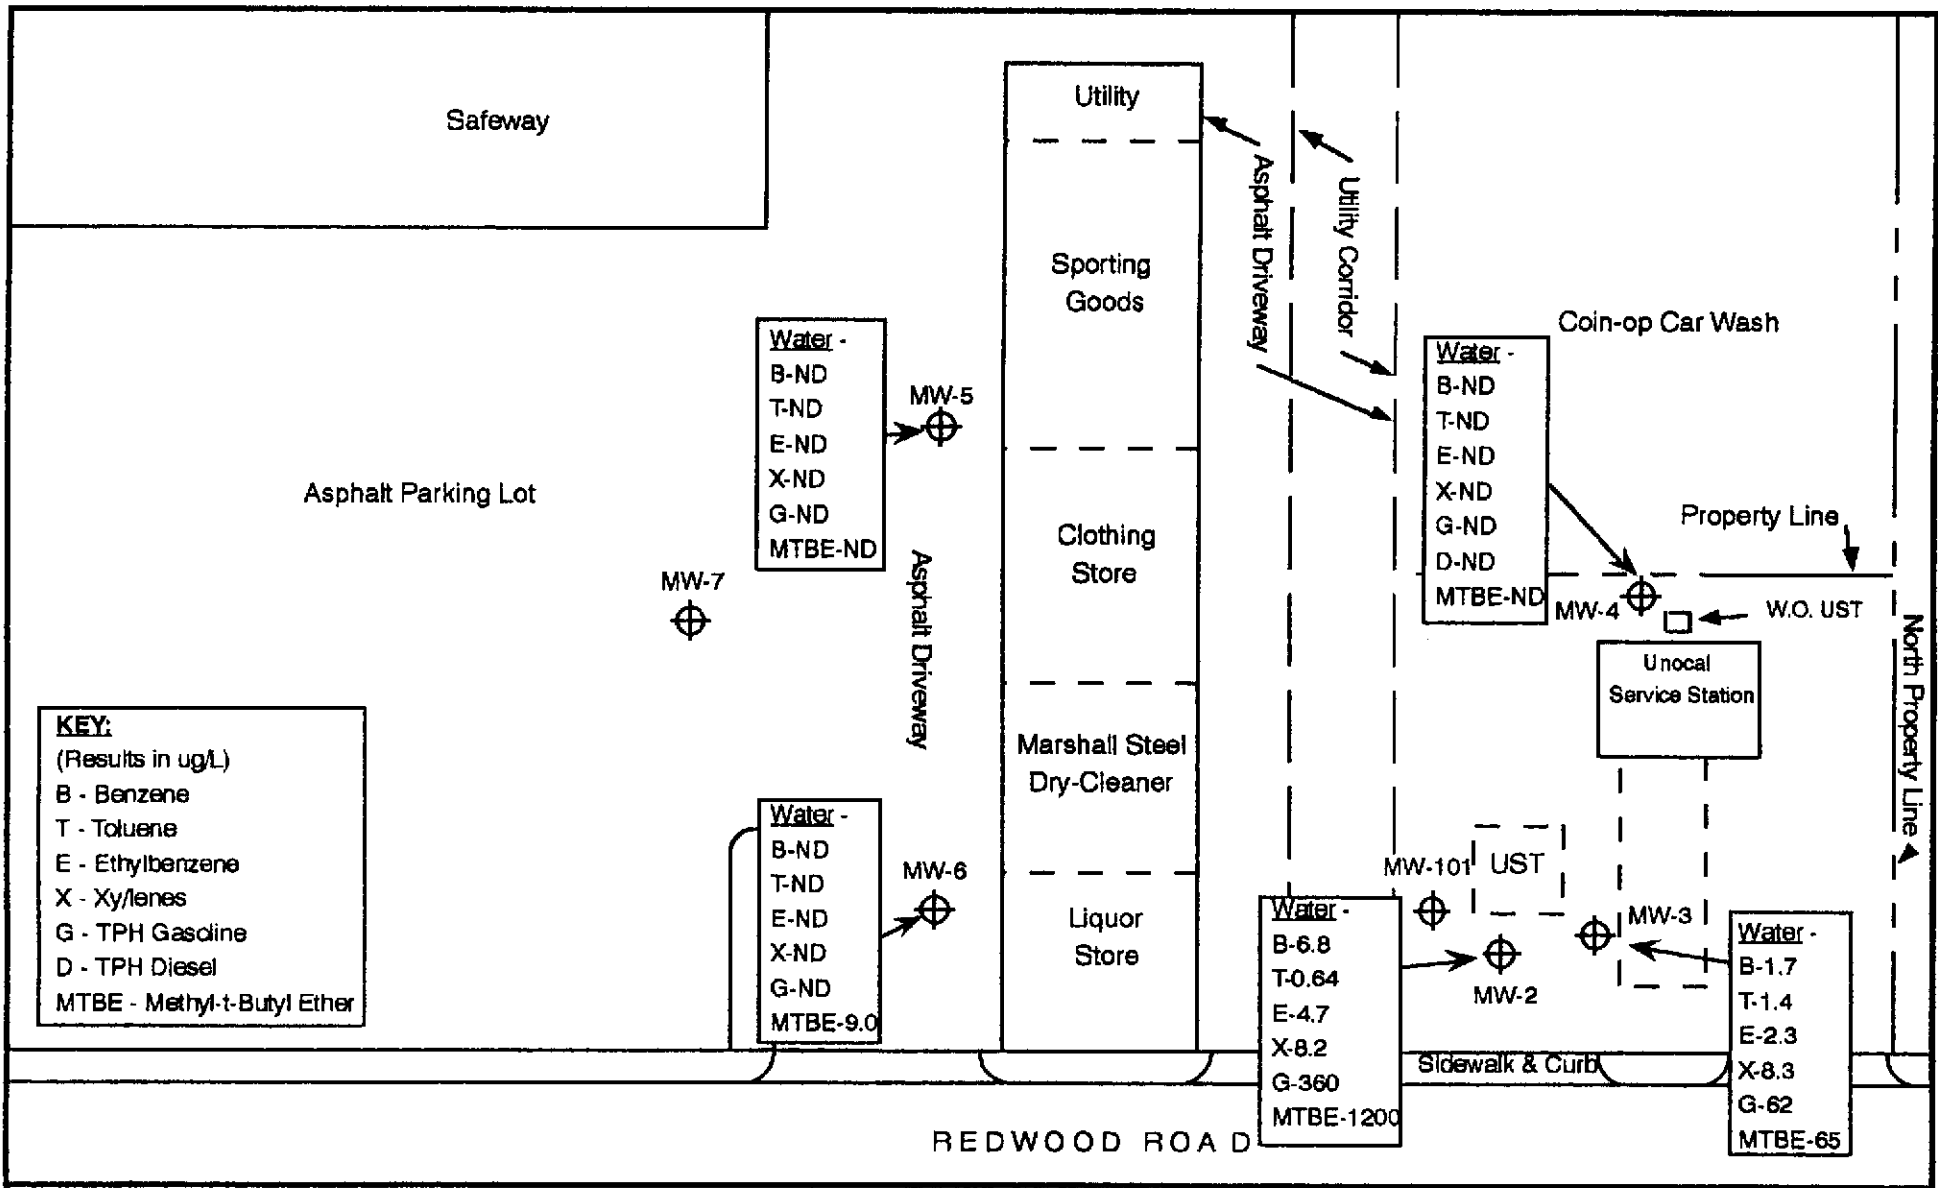 Safeway
Utility
Sporting
Goods
Clothing
Store
Marshall Steel
Dry-Cleaner
Liquor
Store
Asphalt Driveway
Utility Corridor
Coin-op Car Wash
Water -
B-ND
T-ND
E-ND
X-ND
G-ND
MTBE-ND
MW-5
Asphalt Parking Lot
MW-7
Asphalt Driveway
Water -
B-ND
T-ND
E-ND
X-ND
G-ND
D-ND
MTBE-ND
Property Line
MW-4
W.O. UST
Unocal
Service Station
North Property Line
KEY:
(Results in ug/L)
B - Benzene
T - Toluene
E - Ethylbenzene
X - Xy/lenes
G - TPH Gasoline
D - TPH Diesel
MTBE - Methyl-t-Butyl Ether
Water -
B-ND
T-ND
E-ND
X-ND
G-ND
MTBE-9.0
MW-6
MW-101
UST
MW-3
MW-2
Water -
B-6.8
T-0.64
E-4.7
X-8.2
G-360
MTBE-1200
Water -
B-1.7
T-1.4
E-2.3
X-8.3
G-62
MTBE-65
Sidewalk & Curb
REDWOOD ROAD